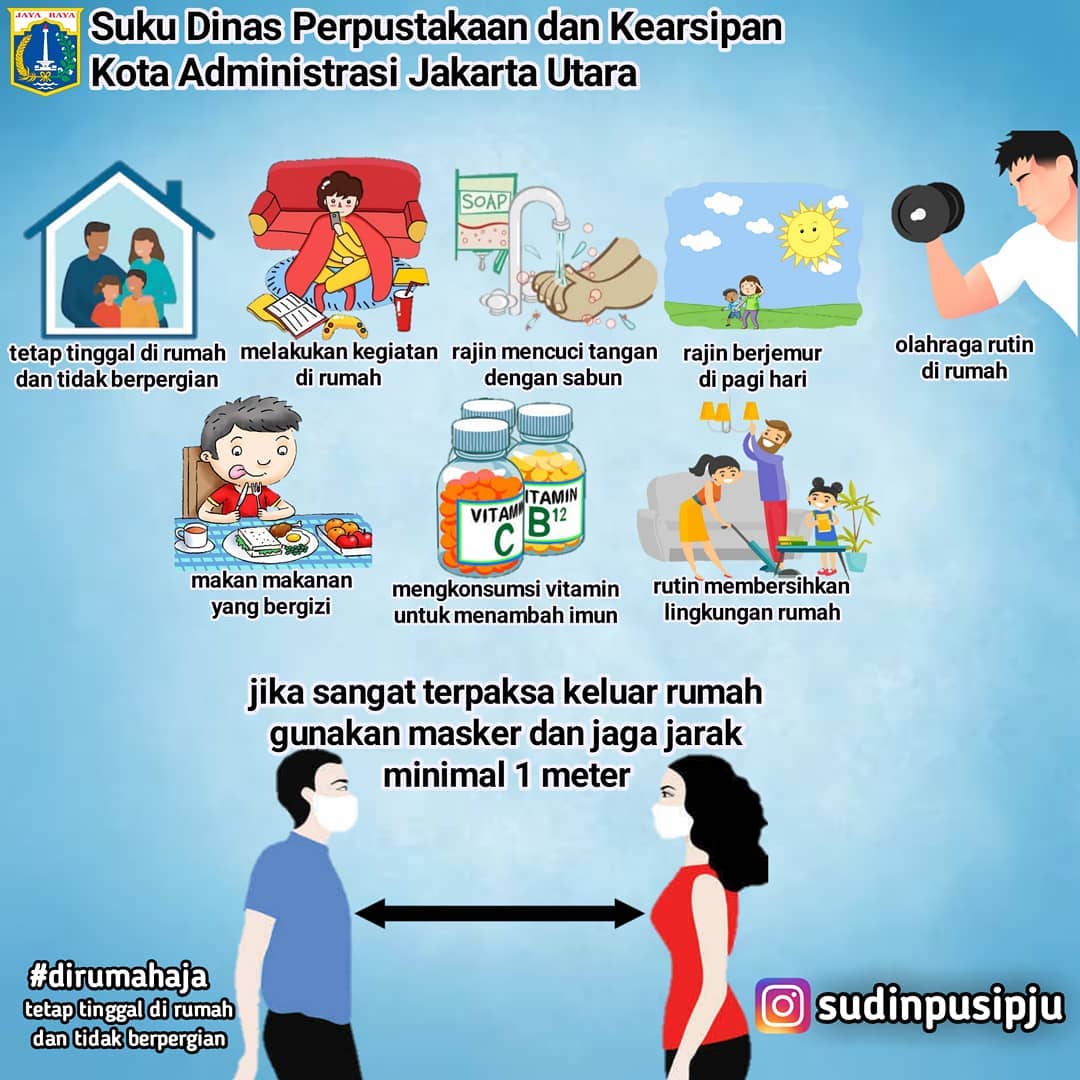 JAYA RAYA
Suku Dinas Perpustakaan dan Kearsipan
Kota Administrasi Jakarta Utara
SOAP
tetap tinggal di rumah
dan tidak berpergian
melakukan kegiatan
di rumah
rajin mencuci tangan
dengan sabun
rajin berjemur
di pagi hari
olahraga rutin
di rumah
VITAMIN
C
ITAMIN
B12
makan makanan
yang bergizi
mengkonsumsi vitamin
untuk menambah imun
rutin membersihkan
lingkungan rumah
jika sangat terpaksa keluar rumah
gunakan masker dan jaga jarak
minimal 1 meter
#dirumahaja
tetap tinggal di rumah
dan tidak berpergian
sudinpusipju